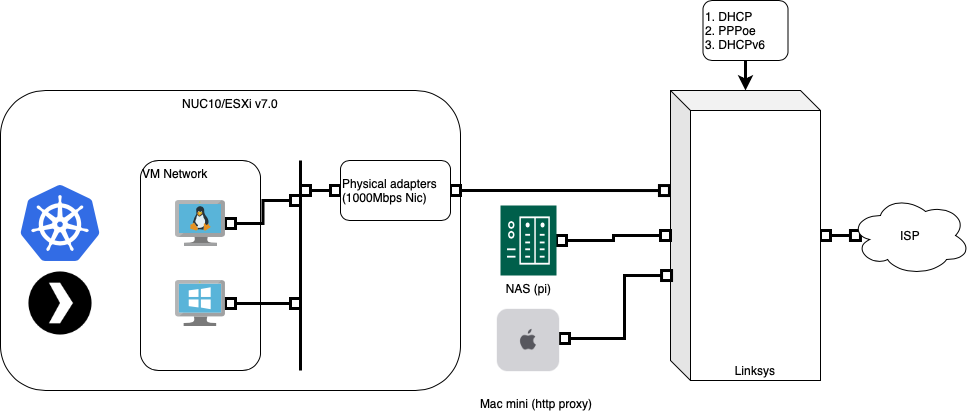 1. DHCP
2. PPPoe
3. DHCPv6
NUC10/ESXi v7.0
VM Network
Physical adapters
(1000Mbps Nic)
ISP
NAS (pi)
Linksys
Mac mini (http proxy)